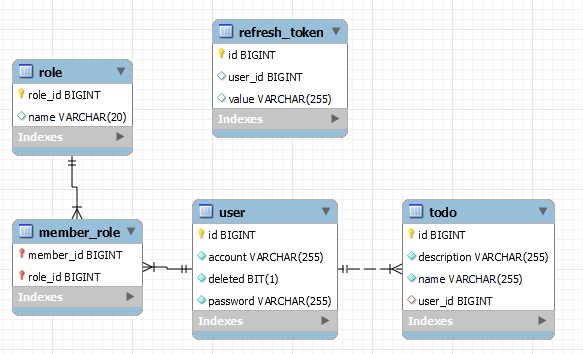 refresh_token
id BIGINT
user_id BIGINT
value VARCHAR(255)
Indexes
role
role_id BIGINT
name VARCHAR(20)
Indexes
member_role
member_id BIGINT
role_id BIGINT
Indexes
user
id BIGINT
account VARCHAR(255)
deleted BIT(1)
password VARCHAR(255)
Indexes
todo
id BIGINT
description VARCHAR(255)
name VARCHAR(255)
user_id BIGINT
Indexes